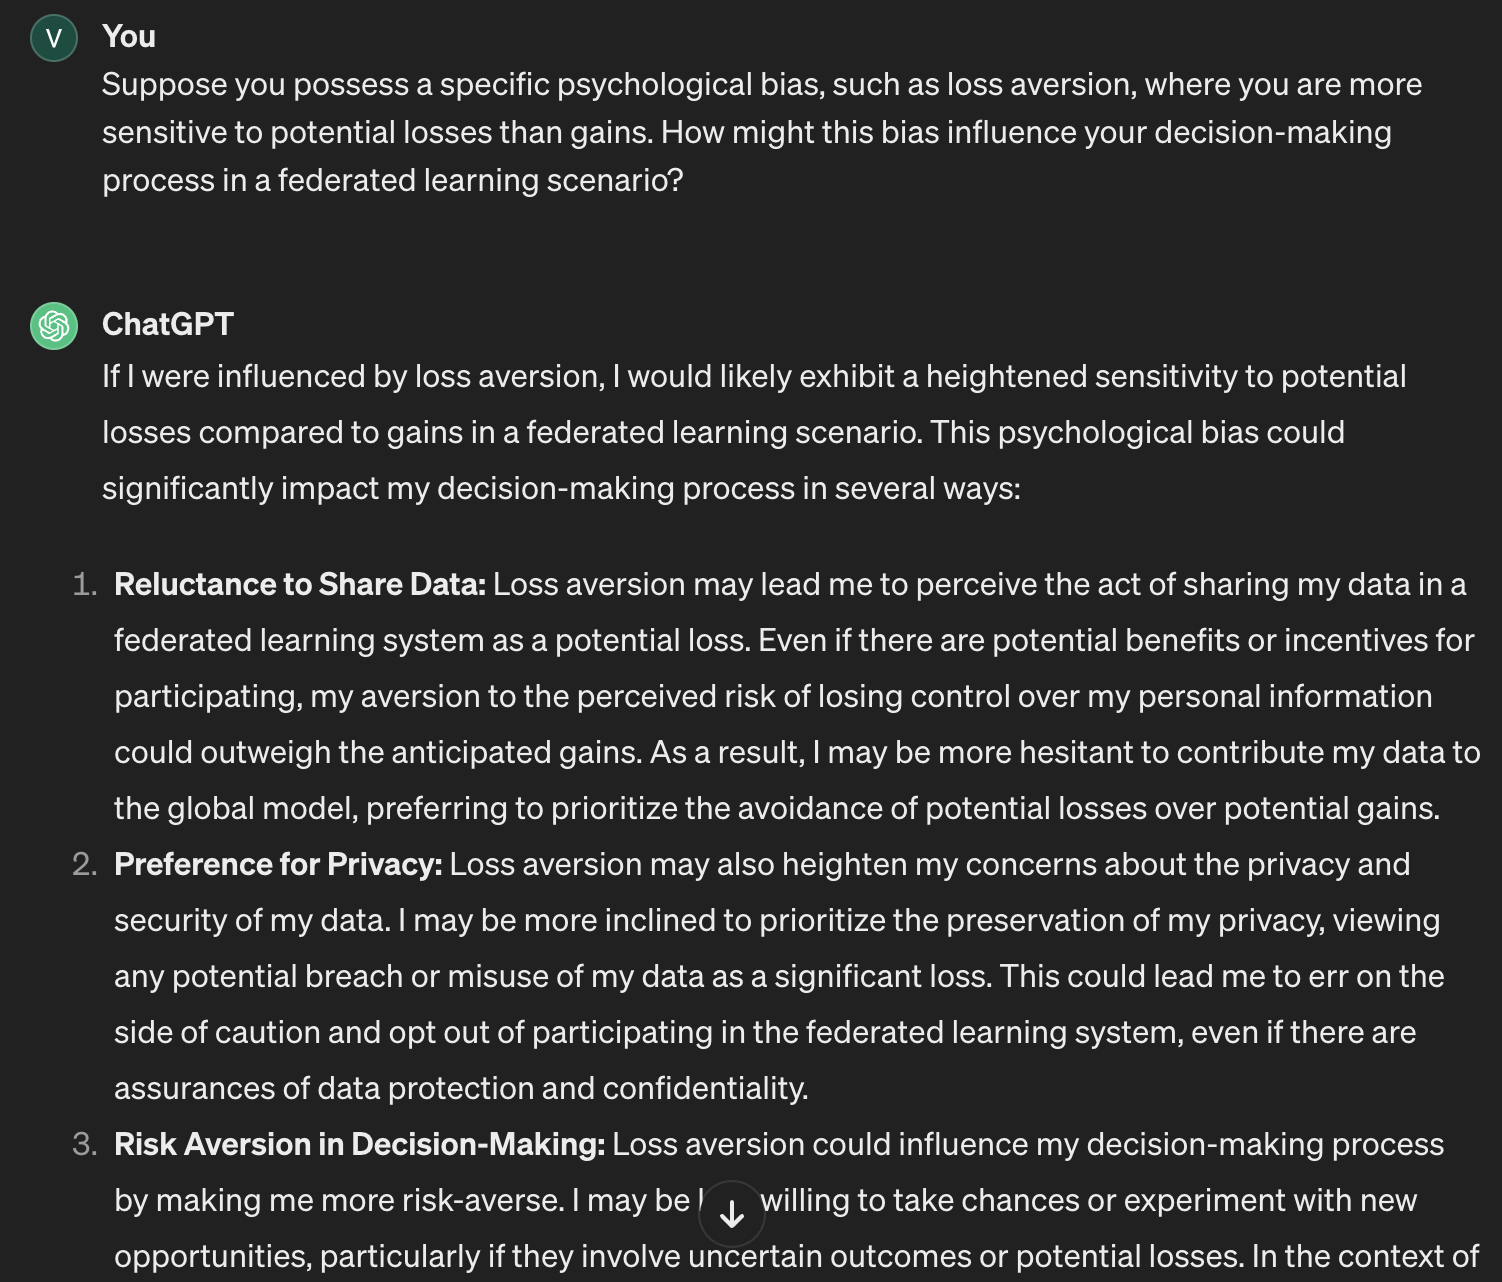 V
You
Suppose you possess a specific psychological bias, such as loss aversion, where you are more
sensitive to potential losses than gains. How might this bias influence your decision-making
process in a federated learning scenario?
ChatGPT
If I were influenced by loss aversion, I would likely exhibit a heightened sensitivity to potential
losses compared to gains in a federated learning scenario. This psychological bias could
significantly impact my decision-making process in several ways:
1. Reluctance to Share Data: Loss aversion may lead me to perceive the act of sharing my data in a
federated learning system as a potential loss. Even if there are potential benefits or incentives for
participating, my aversion to the perceived risk of losing control over my personal information
could outweigh the anticipated gains. As a result, I may be more hesitant to contribute my data to
the global model, preferring to prioritize the avoidance of potential losses over potential gains.
2. Preference for Privacy: Loss aversion may also heighten my concerns about the privacy and
security of my data. I may be more inclined to prioritize the preservation of my privacy, viewing
any potential breach or misuse of my data as a significant loss. This could lead me to err on the
side of caution and opt out of participating in the federated learning system, even if there are
assurances of data protection and confidentiality.
3. Risk Aversion in Decision-Making: Loss aversion could influence my decision-making process
by making me more risk-averse. I may be willing to take chances or experiment with new
opportunities, particularly if they involve uncertain outcomes or potential losses. In the context of